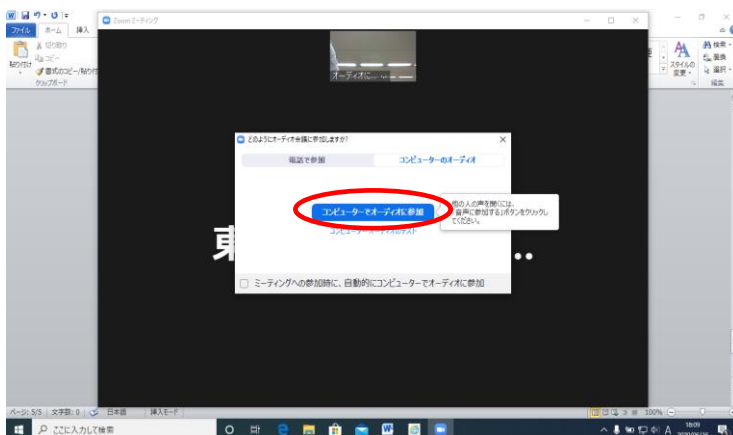 Zoom ミーティング
ファイル
ホーム
挿入
切り取り
コピー
貼り付け
クリップボード
スタイルの
変更
検索
置換
選択
編集
オーディオに...
どのようにオーディオ会議に参加しますか?
電話で参加
コンピューターのオーディオ
コンピューターでオーディオに参加
コンピューターオーディオのテスト
他の人の声を聞くには、
「音声に参加する」ボタンをクリックし
てください。
ミーティングへの参加時に、自動的にコンピューターでオーディオに参加
東
...
ページ: 5/5
文字数: 0
日本語
挿入モード
100%
ここに入力して検索
A
18:09